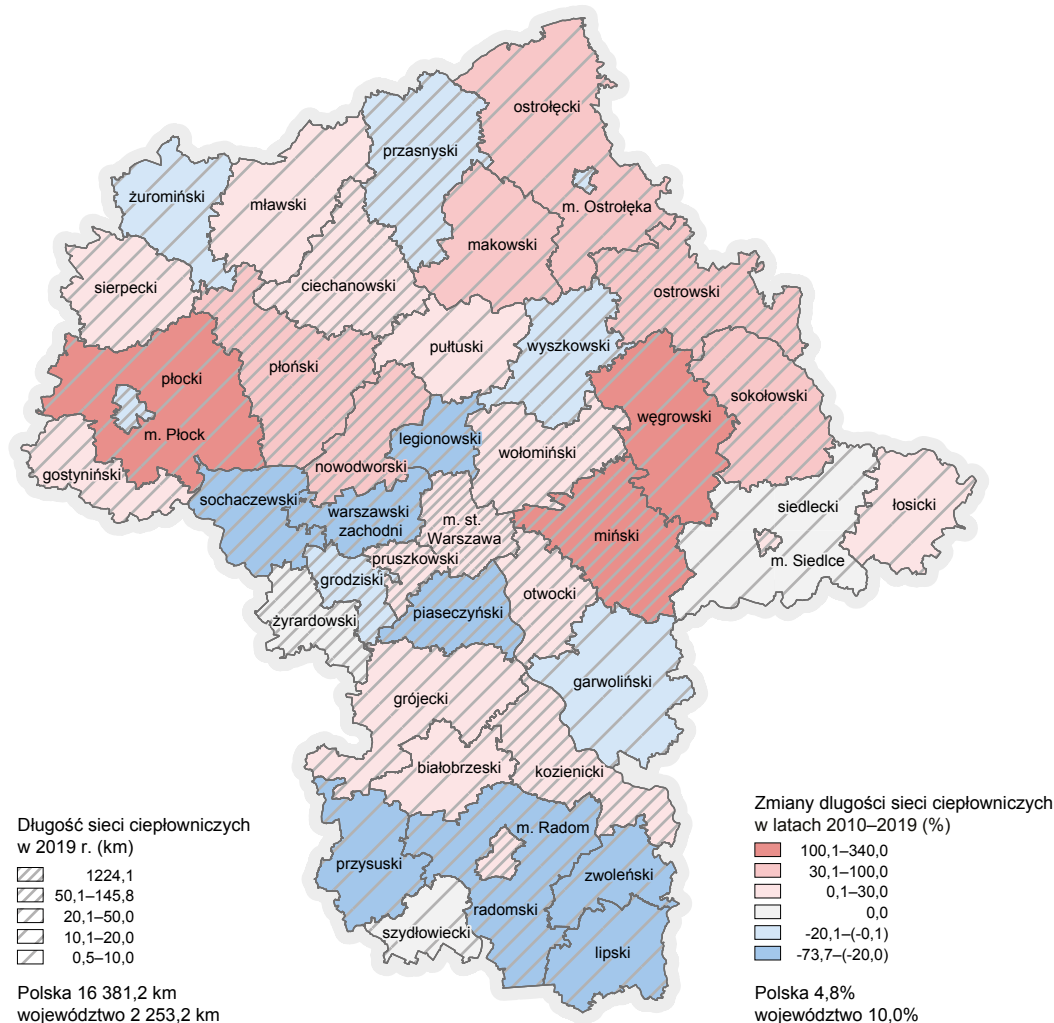 ostrołęcki
przasnyski
żuromiński
mławski
m. Ostrołęka
makowski
sierpecki
ciechanowski
ostrowski
pułtuski
wyszkowski
płocki
płoński
sokołowski
węgrowski
m. Płock
legionowski
wołomiński
gostyniński
nowodworski
sochaczewski
siedlecki
łosicki
warszawski
zachodni
m. st.
Warszawa
miński
m. Siedlce
pruszkowski
grodziski
otwocki
żyrardowski
piaseczyński
garwoliński
grójecki
białobrzeski
kozienicki
m. Radom
przysuski
zwoleński
radomski
szydłowiecki
lipski
Długość sieci ciepłowniczych
w 2019 r. (km)
1224,1
50,1–145,8
20,1–50,0
10,1–20,0
0,5–10,0
Polska 16 381,2 km
województwo 2 253,2 km
Zmiany dlugości sieci ciepłowniczych
w latach 2010–2019 (%)
100,1–340,0
30,1–100,0
0,1–30,0
0,0
-20,1–(-0,1)
-73,7–(-20,0)
Polska 4,8%
województwo 10,0%